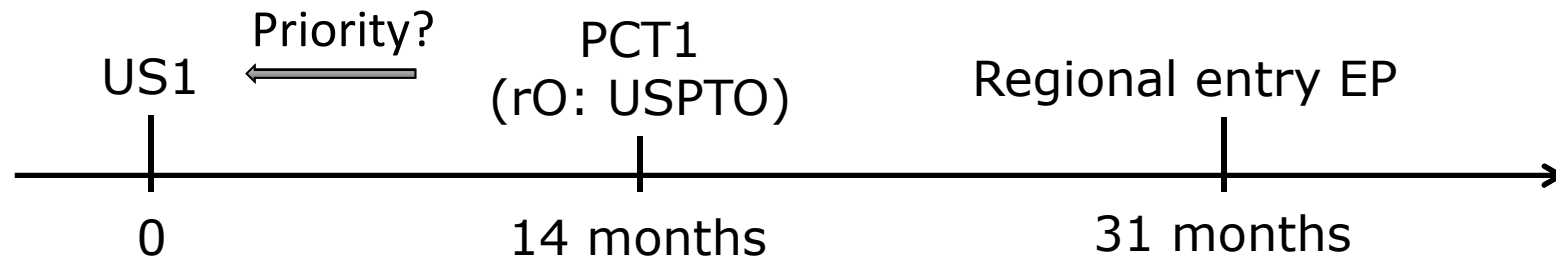 Priority?
US1
PCT1
(rO: USPTO)
Regional entry EP
0
14 months
31 months